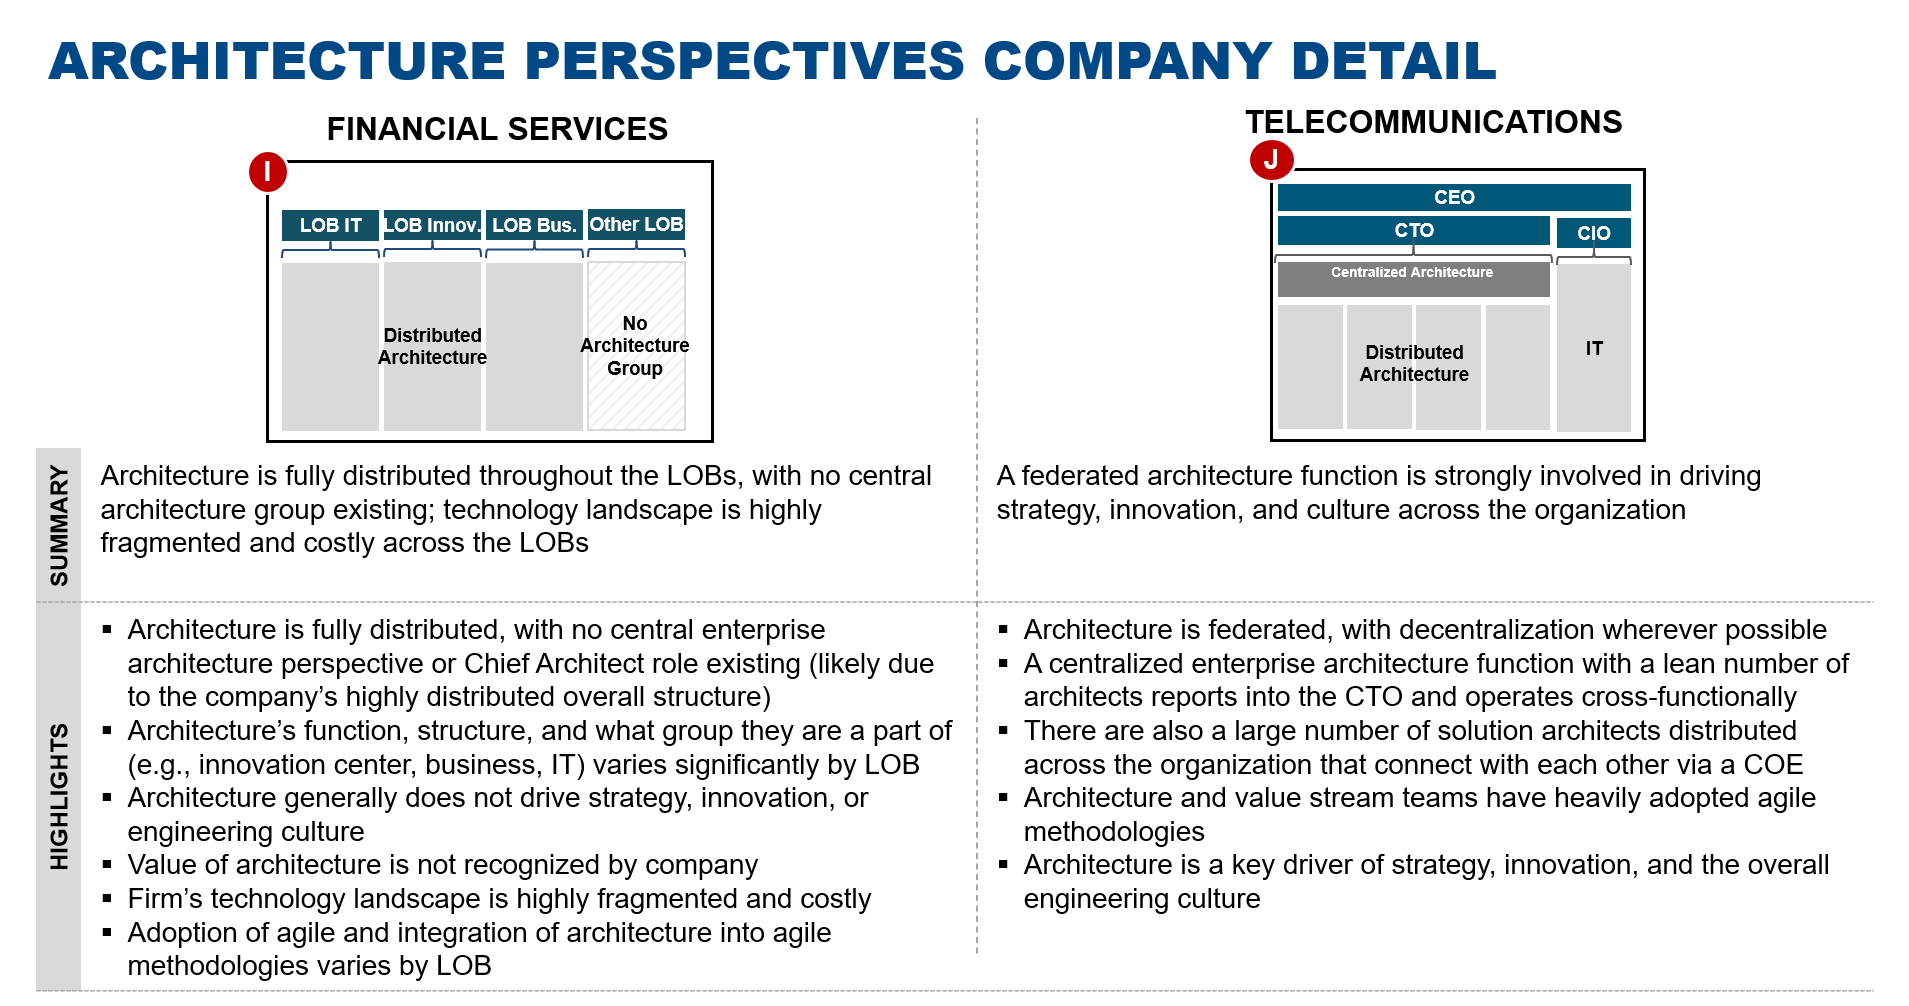 ARCHITECTURE PERSPECTIVES COMPANY DETAIL
FINANCIAL SERVICES
I
LOB IT
LOB Innov.
LOB Bus.
Other LOB
Distributed
Architecture
No
Architecture
Group
TELECOMMUNICATIONS
J
CEO
CTO
CIO
Centralized Architecture
Distributed
Architecture
IT
SUMMARY
Architecture is fully distributed throughout the LOBs, with no central
architecture group existing; technology landscape is highly
fragmented and costly across the LOBs
A federated architecture function is strongly involved in driving
strategy, innovation, and culture across the organization
HIGHLIGHTS
▪ Architecture is fully distributed, with no central enterprise
architecture perspective or Chief Architect role existing (likely due
to the company’s highly distributed overall structure)
▪ Architecture’s function, structure, and what group they are a part of
(e.g., innovation center, business, IT) varies significantly by LOB
▪ Architecture generally does not drive strategy, innovation, or
engineering culture
▪ Value of architecture is not recognized by company
▪ Firm’s technology landscape is highly fragmented and costly
▪ Adoption of agile and integration of architecture into agile
methodologies varies by LOB
▪ Architecture is federated, with decentralization wherever possible
▪ A centralized enterprise architecture function with a lean number of
architects reports into the CTO and operates cross-functionally
▪ There are also a large number of solution architects distributed
across the organization that connect with each other via a COE
▪ Architecture and value stream teams have heavily adopted agile
methodologies
▪ Architecture is a key driver of strategy, innovation, and the overall
engineering culture